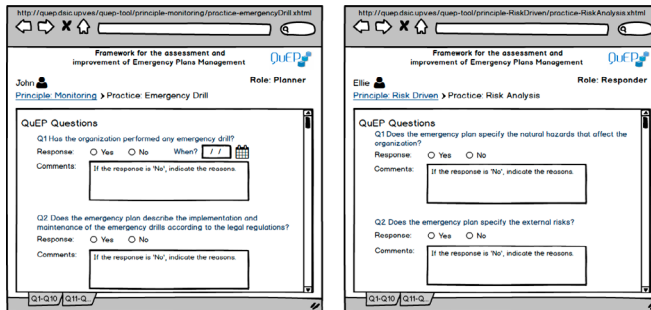 http://quep.dsic.upv.es/quep-tool/principle-monitoring/practice-emergencyDrill.xhtml
Framework for the assessment and
improvement of Emergency Plans Management
QuEP
John
Role: Planner
Principle: Monitoring > Practice: Emergency Drill
QuEP Questions
Q1 Has the organization performed any emergency drill?
Response: Yes No When? / /
Comments: If the response is 'No', indicate the reasons.
Q2 Does the emergency plan describe the implementation and
maintenance of the emergency drills according to the legal regulations?
Response: Yes No
Comments: If the response is 'No', indicate the reasons.
Q1-Q10 Q11-Q...
http://quep.dsic.upv.es/quep-tool/principle-RiskDriven/practice-RiskAnalysis.xhtml
Framework for the assessment and
improvement of Emergency Plans Management
QuEP
Ellie
Role: Responder
Principle: Risk Driven > Practice: Risk Analysis
QuEP Questions
Q1 Does the emergency plan specify the natural hazards that affect the
organization?
Response: Yes No
Comments: If the response is 'No', indicate the reasons.
Q2 Does the emergency plan specify the external risks?
Response: Yes No
Comments: If the response is 'No', indicate the reasons.
Q1-Q10 Q11-Q...